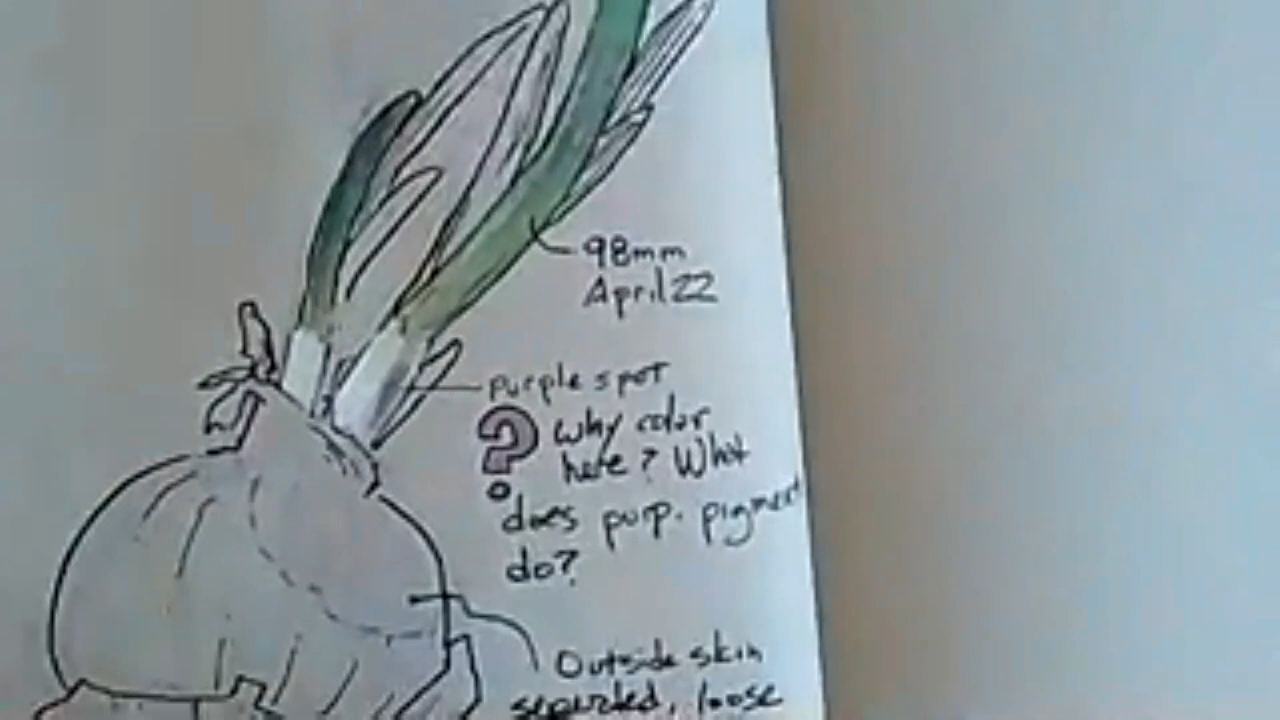 98mm
April 22
purple spot
? Why color
here? What
does purp. pigment
do?
Outside skin
separated, loose